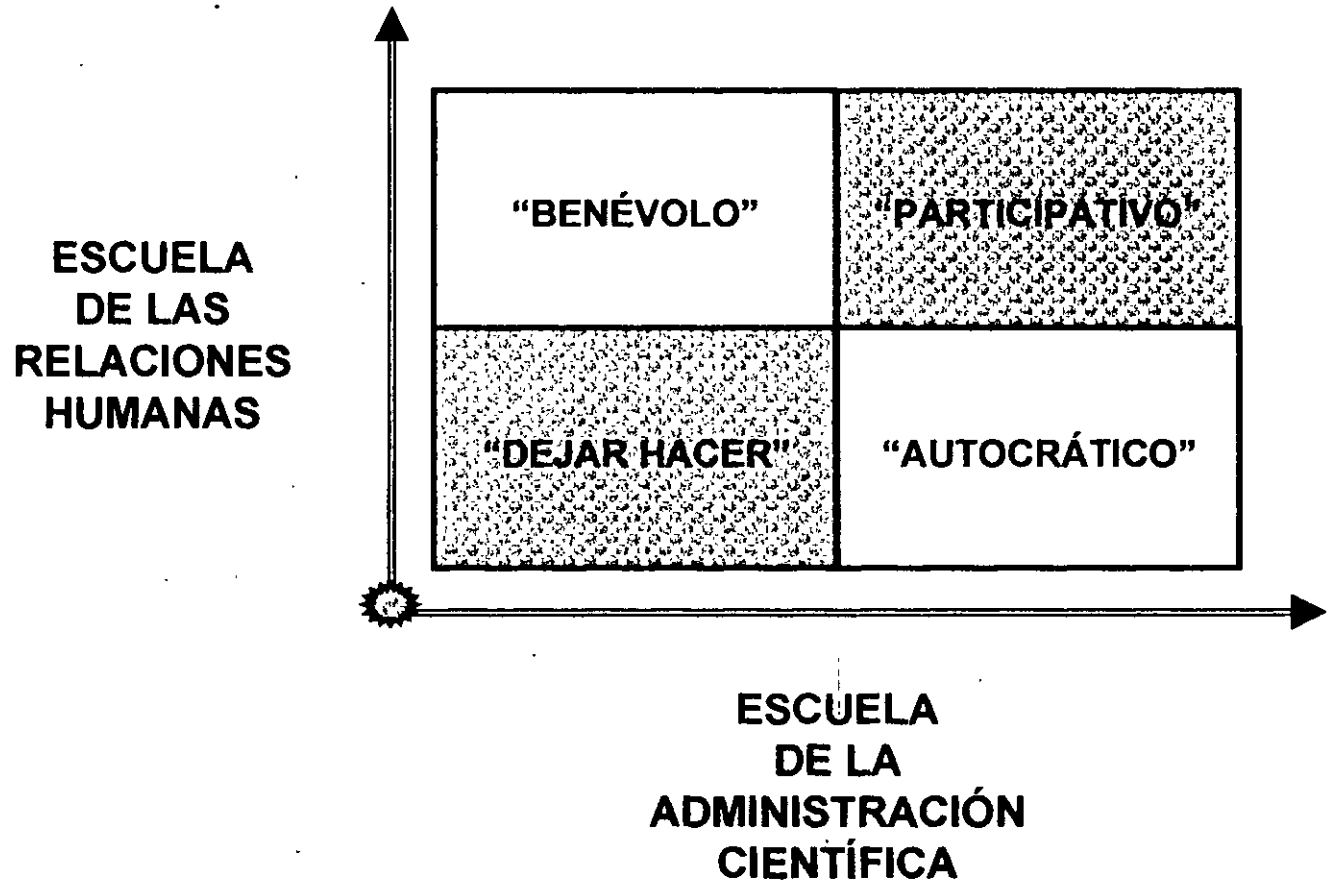 “BENÉVOLO”
“PARTICIPATIVO”
ESCUELA
DE LAS
RELACIONES
HUMANAS
“DEJAR HACER”
“AUTOCRÁTICO”
ESCUELA
DE LA
ADMINISTRACIÓN
CIENTÍFICA